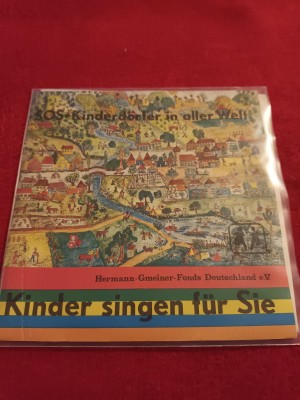 SOS-Kinderdörfer in aller Welt
Hermann-Gmeiner-Fonds Deutschland e.V.
Kinder singen für Sie